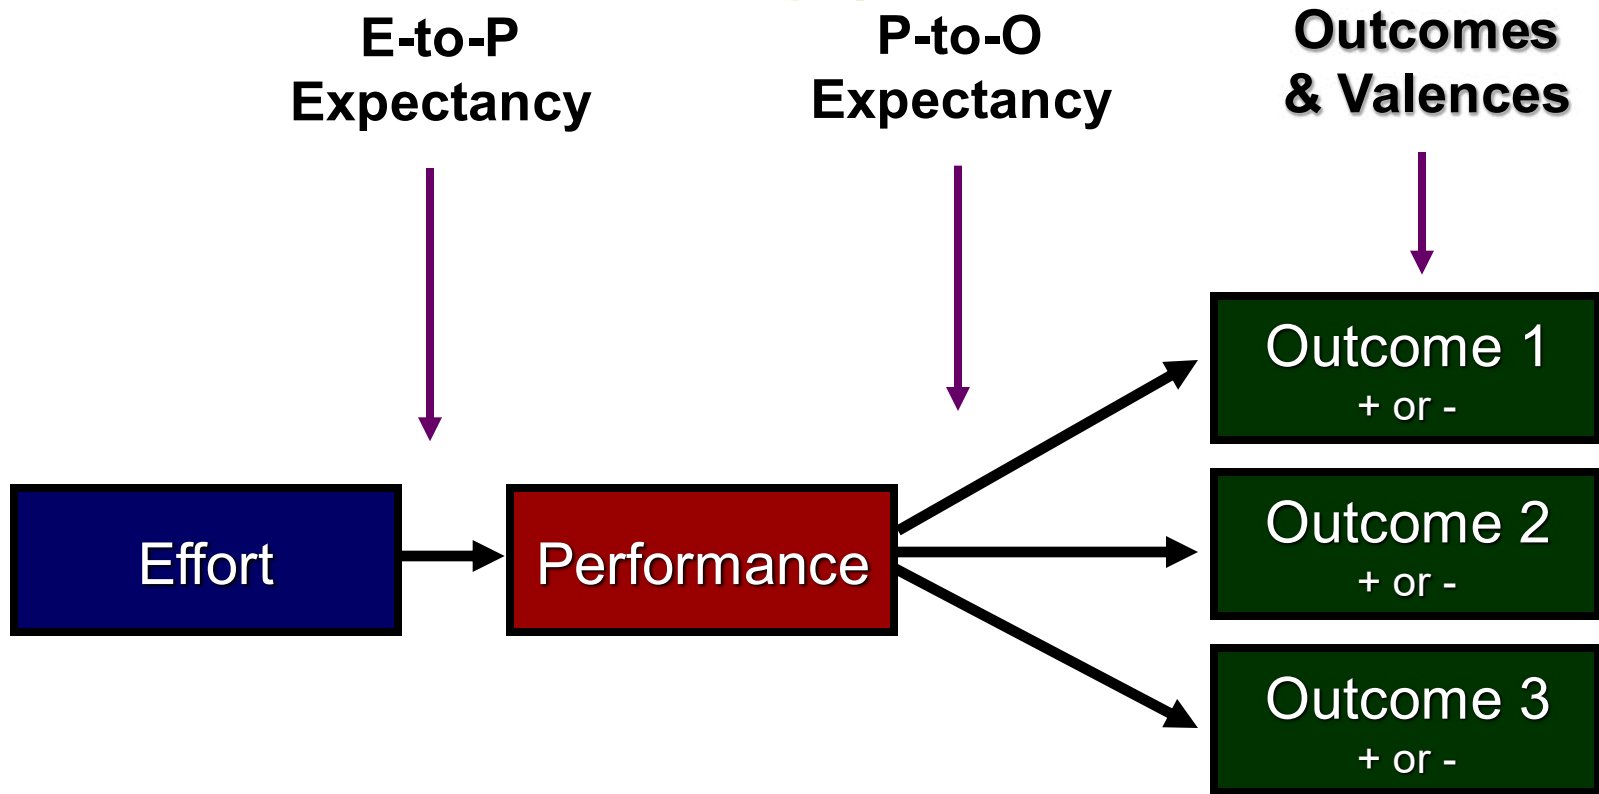 E-to-P
Expectancy
P-to-O
Expectancy
Outcomes
& Valences
Effort
Performance
Outcome 1
+ or -
Outcome 2
+ or -
Outcome 3
+ or -